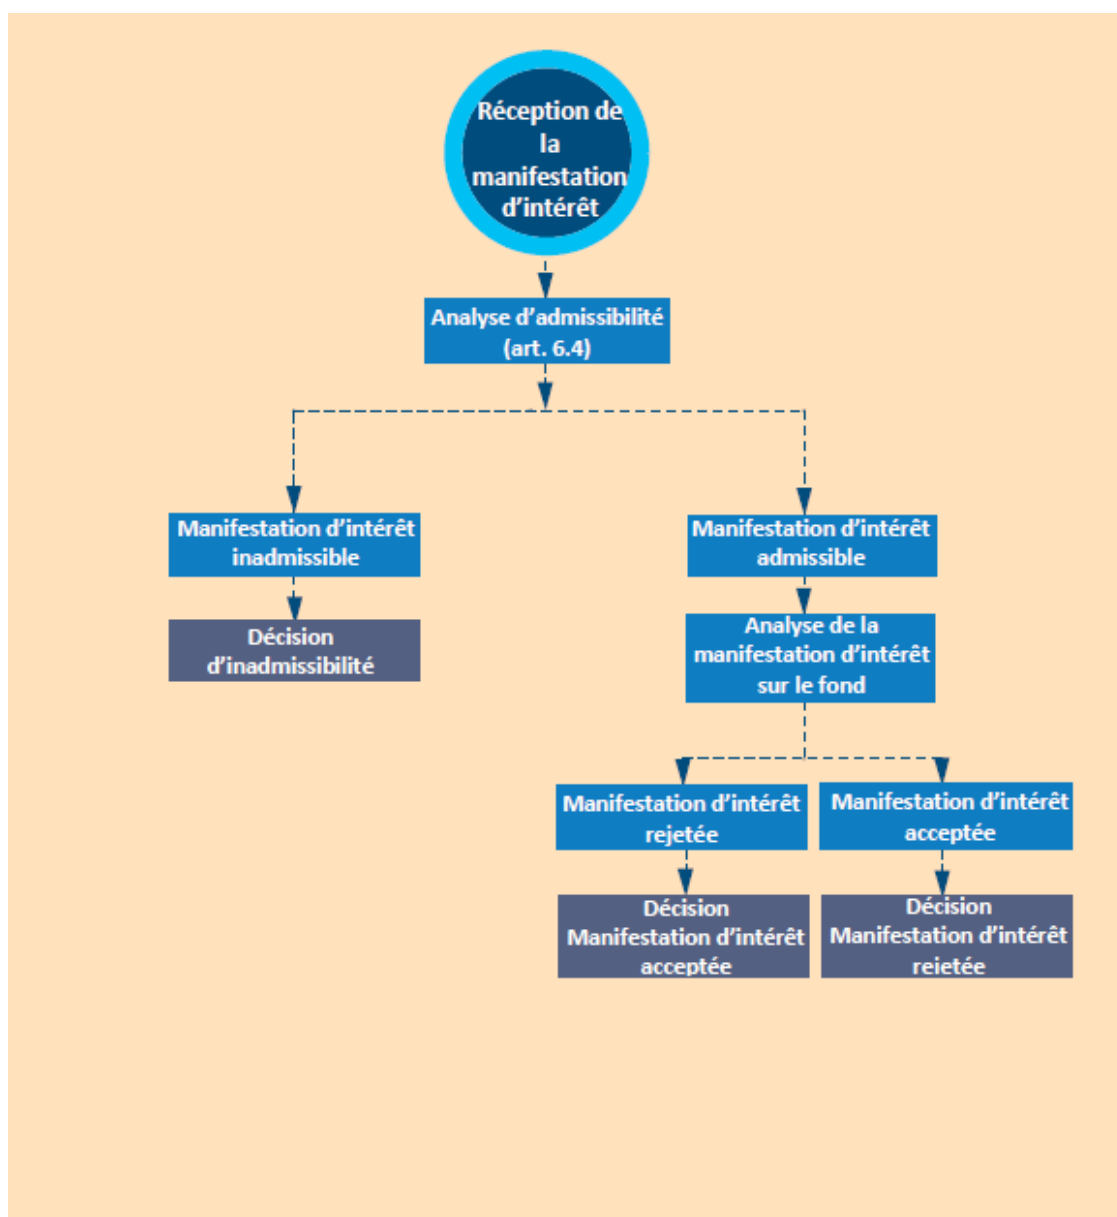 Réception de
la
manifestation
d'intérêt
Analyse d'admissibilité
(art. 6.4)
Manifestation d'intérêt
inadmissible
Manifestation d'intérêt
admissible
Décision
d'inadmissibilité
Analyse de la
manifestation d'intérêt
sur le fond
Manifestation d'intérêt
rejetée
Manifestation d'intérêt
acceptée
Décision
Manifestation d'intérêt
acceptée
Décision
Manifestation d'intérêt
rejetée